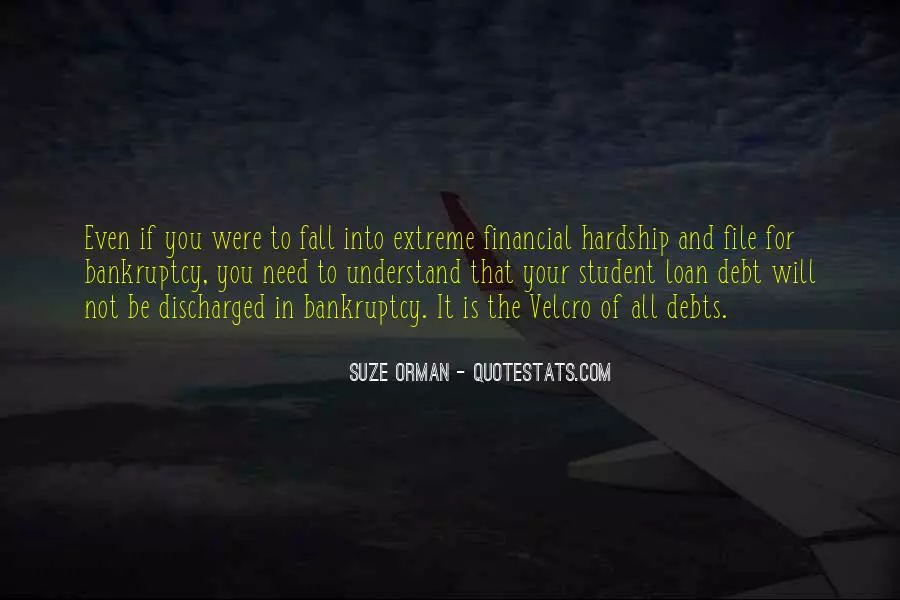 Even if you were to fall into extreme financial hardship and file for
bankruptcy, you need to understand that your student loan debt will
not be discharged in bankruptcy. It is the Velcro of all debts.
SUZE ORMAN - QUOTESTATS.COM